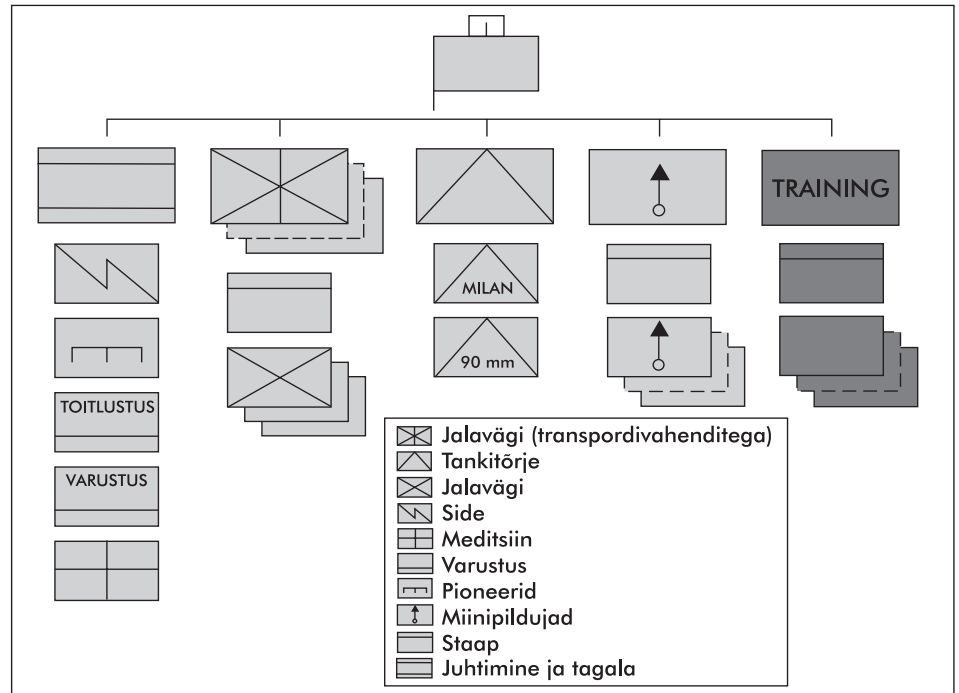 TRAINING
MILAN
90 mm
TOITLUSTUS
VARUSTUS
Jalavägi (transpordivahenditega)
Tankitõrje
Jalavägi
Side
Meditsiin
Varustus
Pioneerid
Miinipildujad
Staap
Juhtimine ja tagala